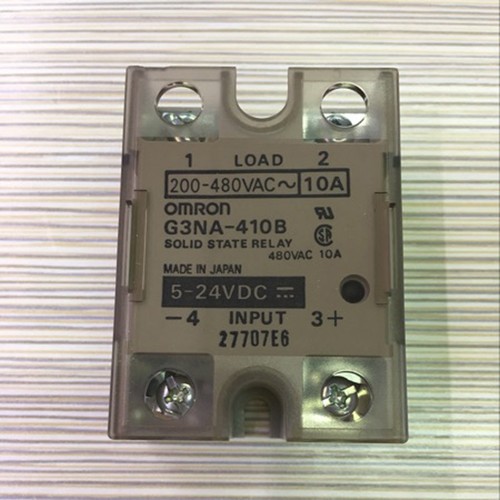 1 LOAD 2
200-480VAC~ 10A
OMRON
G3NA-410B
SOLID STATE RELAY
480VAC 10A
MADE IN JAPAN
5-24VDC ⎓
-4 INPUT 3+
27707E6